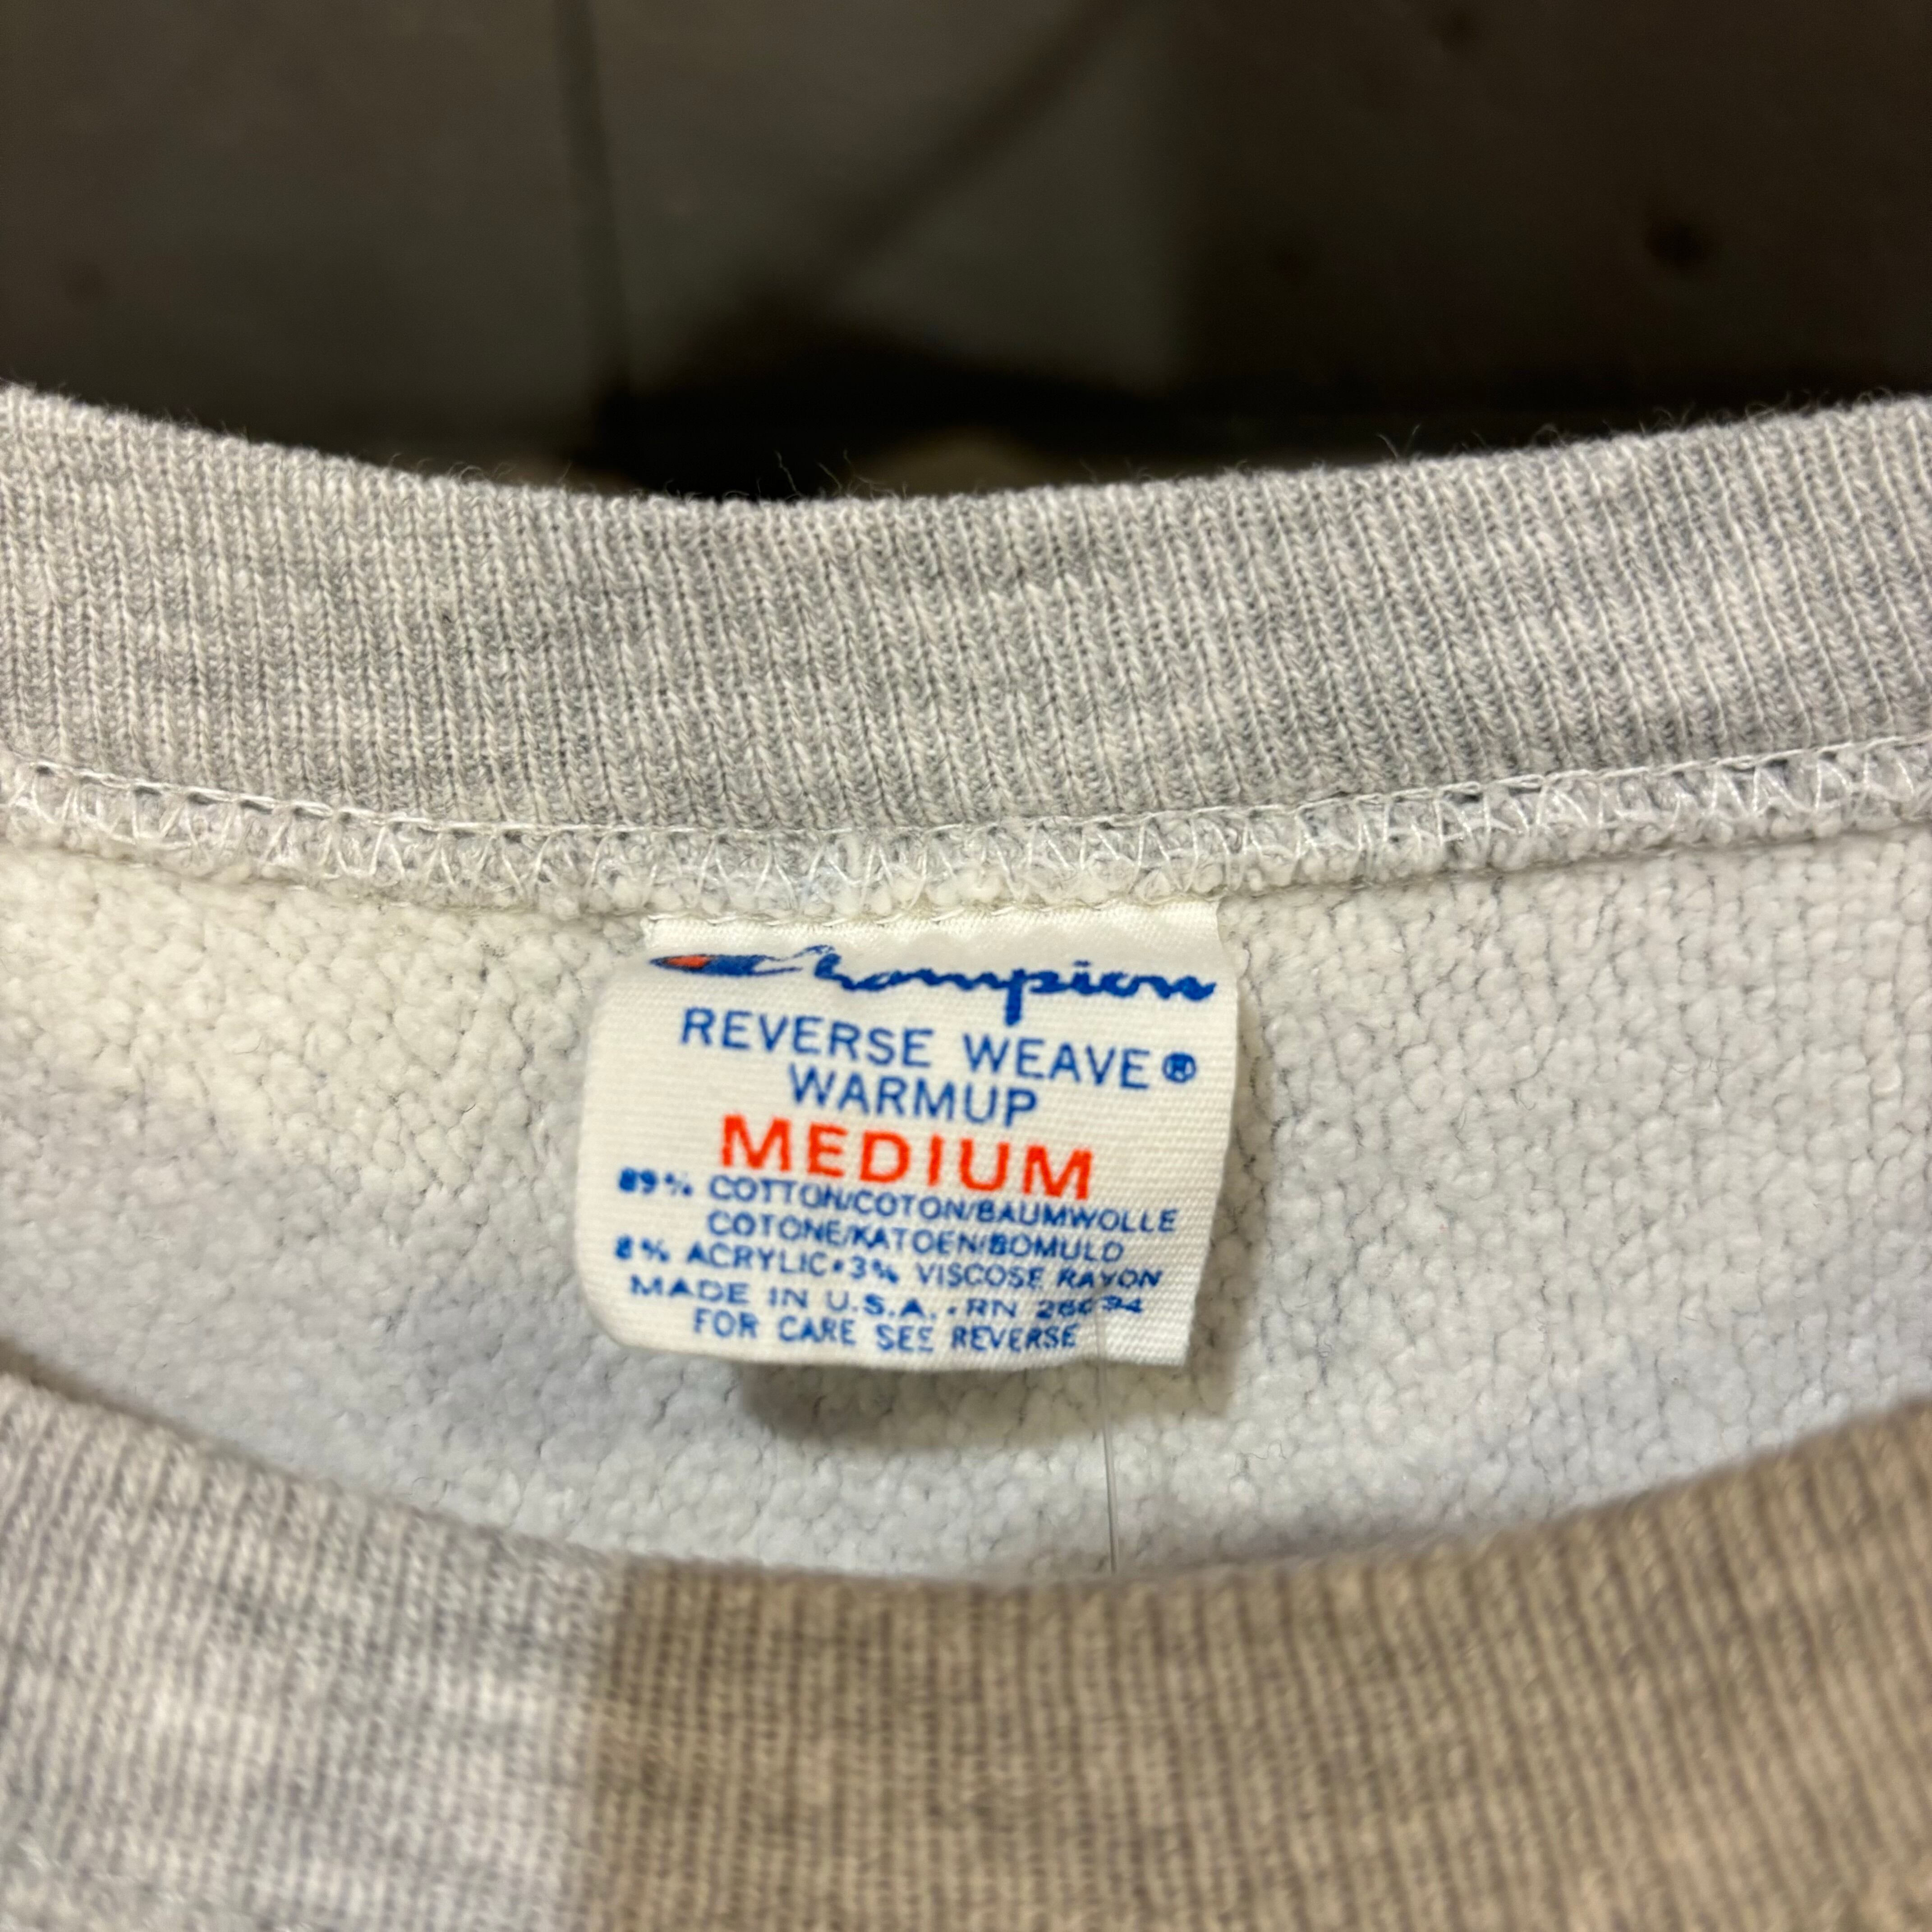 Champion
REVERSE WEAVE®
WARMUP
MEDIUM
89% COTTON/COTON/BAUMWOLLE
COTONE/KATOEN/BOMULD
8% ACRYLIC•3% VISCOSE RAYON
MADE IN U.S.A. • RN 26094
FOR CARE SEE REVERSE